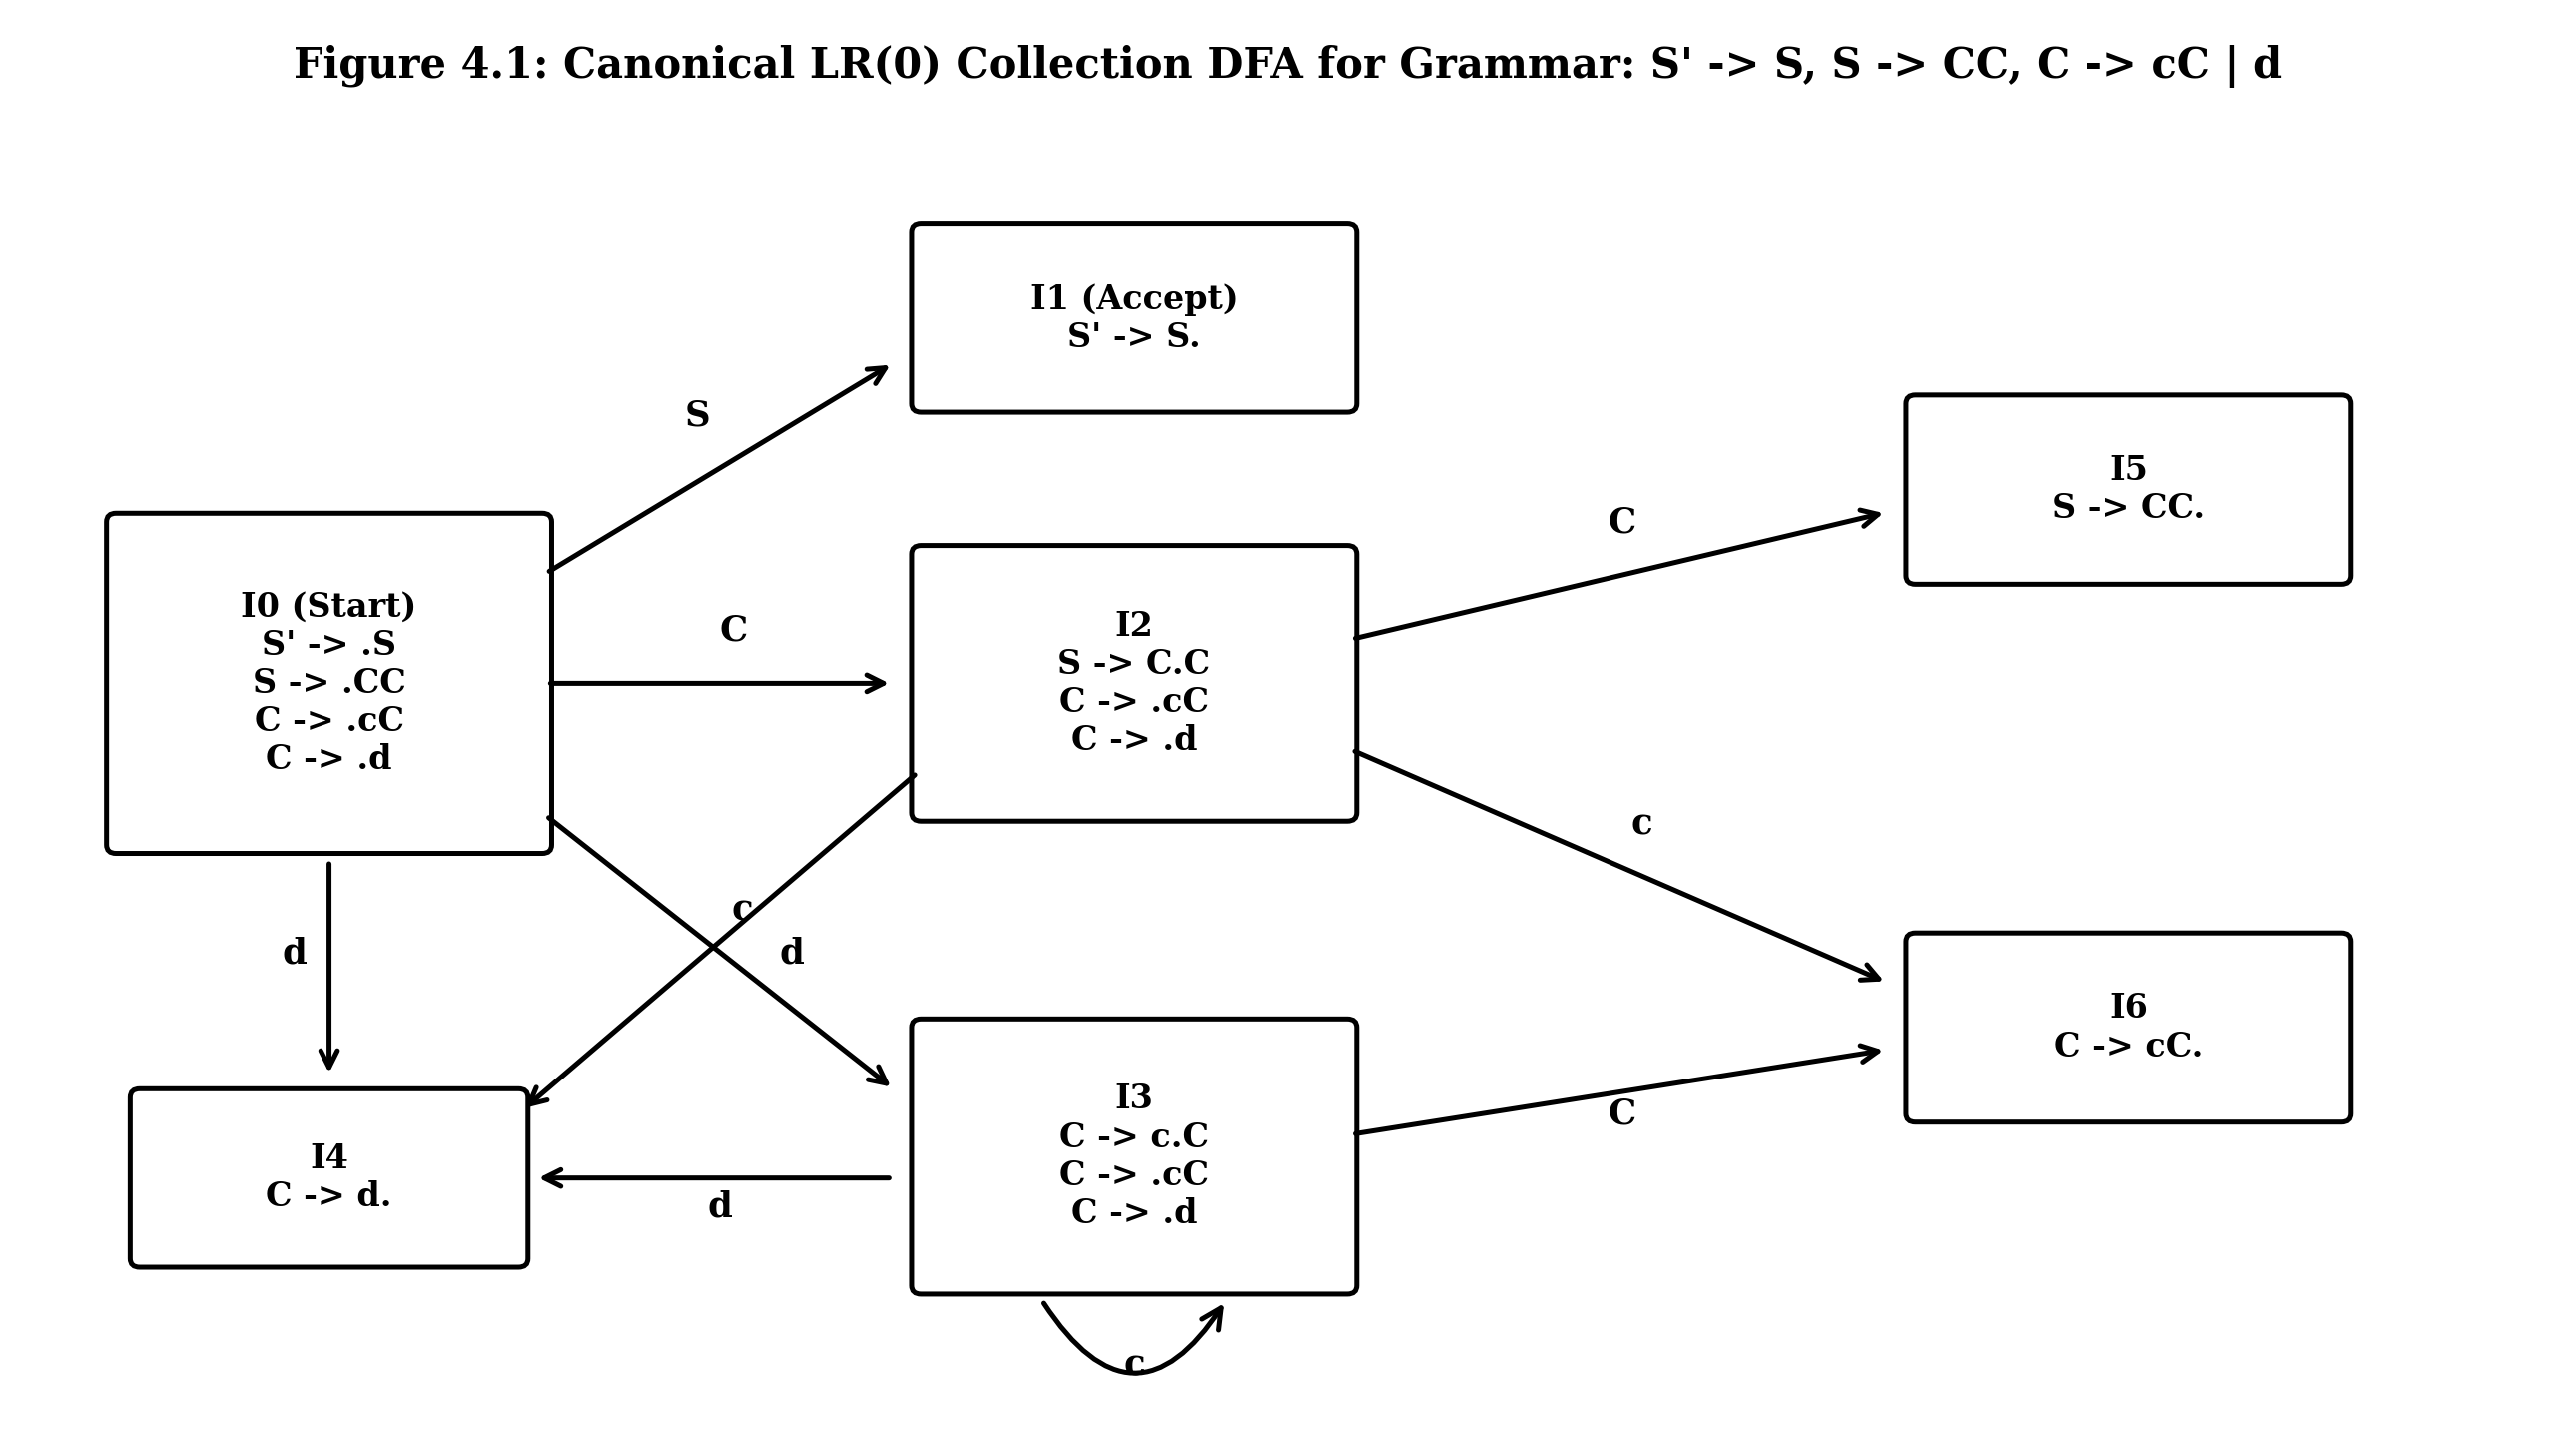 Figure 4.1: Canonical LR(0) Collection DFA for Grammar: S' -> S, S -> CC, C -> cC | d
I1 (Accept)
S' -> S.
S
I5
S -> CC.
C
I0 (Start)
S' -> .S
S -> .CC
C -> .cC
C -> .d
C
I2
S -> C.C
C -> .cC
C -> .d
c
c
d
d
I6
C -> cC.
I3
C -> c.C
C -> .cC
C -> .d
C
I4
C -> d.
d
c